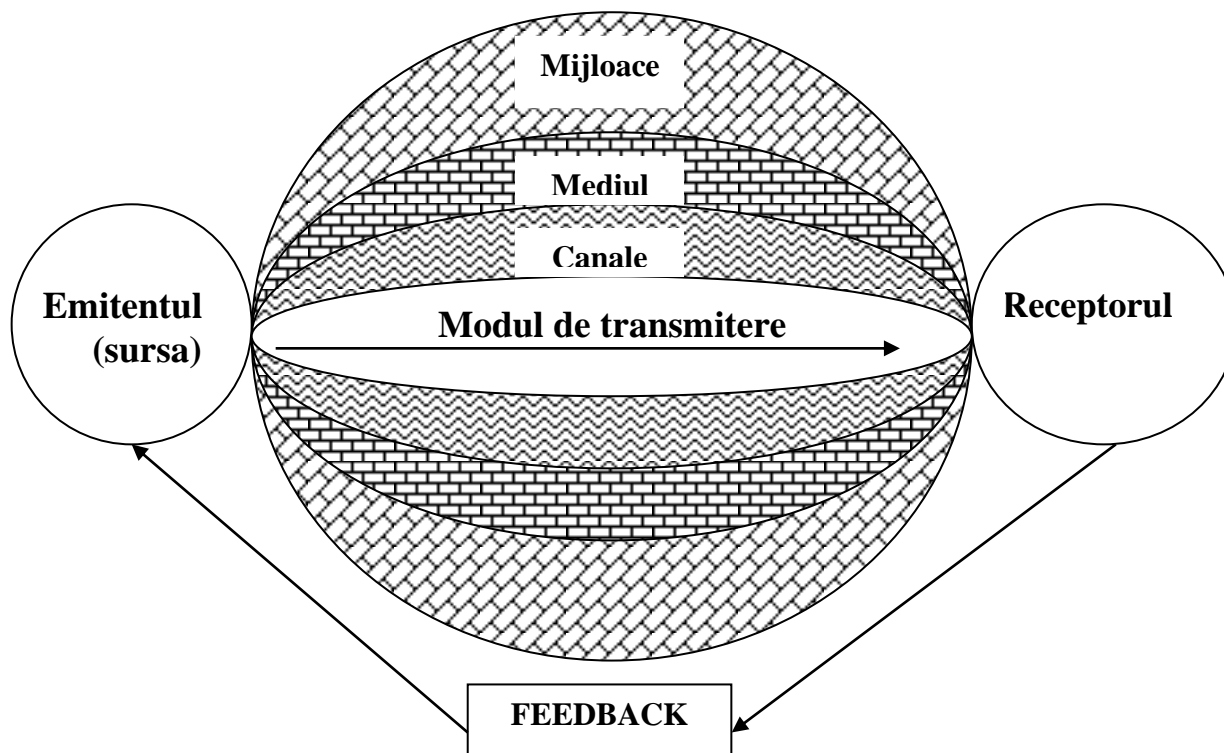 Mijloace
Mediul
Canale
Emitentul
(sursa)
Modul de transmitere
Receptorul
FEEDBACK